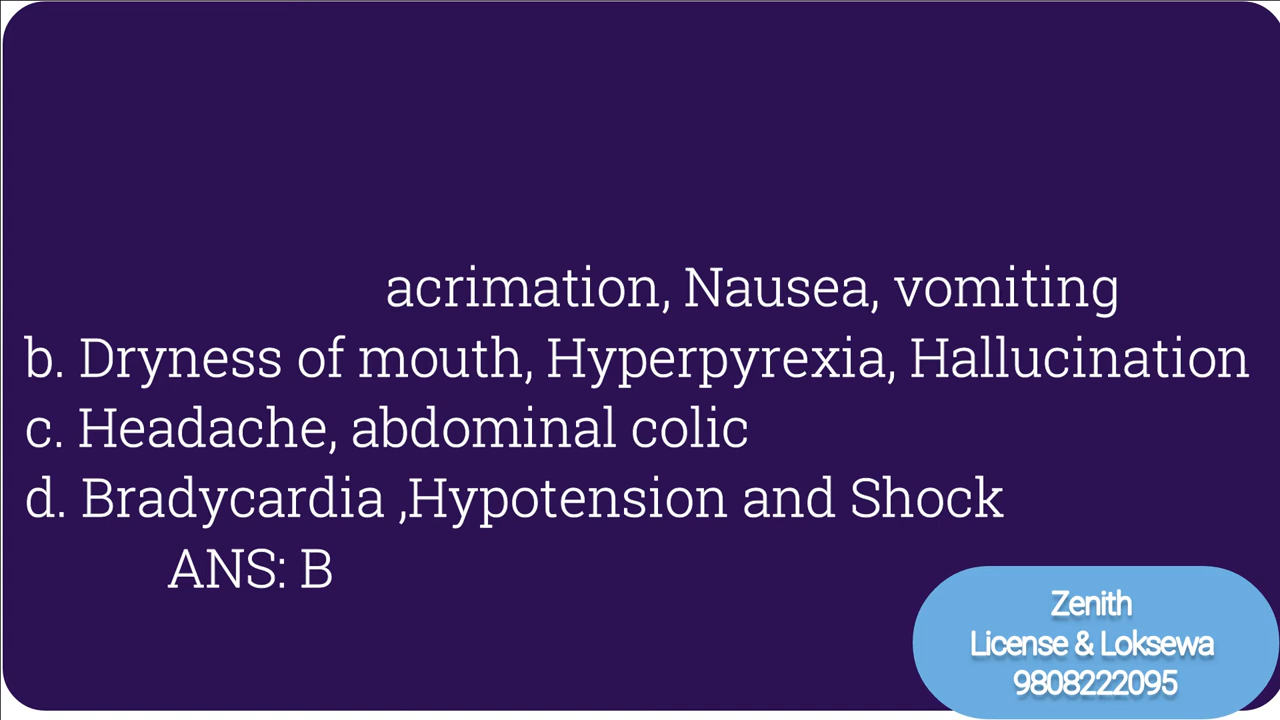 acrimation, Nausea, vomiting
b. Dryness of mouth, Hyperpyrexia, Hallucination
c. Headache, abdominal colic
d. Bradycardia ,Hypotension and Shock
ANS: B
Zenith
License & Loksewa
9808222095